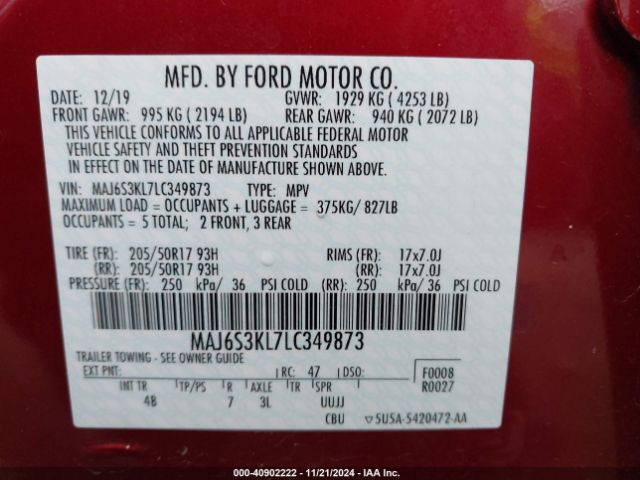 MFD. BY FORD MOTOR CO.
DATE: 12/19 GVWR: 1929 KG ( 4253 LB)
FRONT GAWR: 995 KG ( 2194 LB) REAR GAWR: 940 KG ( 2072 LB)
THIS VEHICLE CONFORMS TO ALL APPLICABLE FEDERAL MOTOR
VEHICLE SAFETY AND THEFT PREVENTION STANDARDS
IN EFFECT ON THE DATE OF MANUFACTURE SHOWN ABOVE.
VIN: MAJ6S3KL7LC349873 TYPE: MPV
MAXIMUM LOAD = OCCUPANTS + LUGGAGE = 375KG/ 827LB
OCCUPANTS = 5 TOTAL; 2 FRONT, 3 REAR
TIRE (FR): 205/50R17 93H RIMS (FR): 17x7.0J
(RR): 205/50R17 93H (RR): 17x7.0J
PRESSURE (FR): 250 kPa/ 36 PSI COLD (RR): 250 kPa/ 36 PSI COLD
MAJ6S3KL7LC349873
TRAILER TOWING - SEE OWNER GUIDE
EXT PNT: RC: 47 DSO: F0008
R0027
INT TR TP/PS R AXLE TR SPR
4B 7 3L UUJJ
CBU 5U5A-5420472-AA
000-40902222 - 11/21/2024 - IAA Inc.